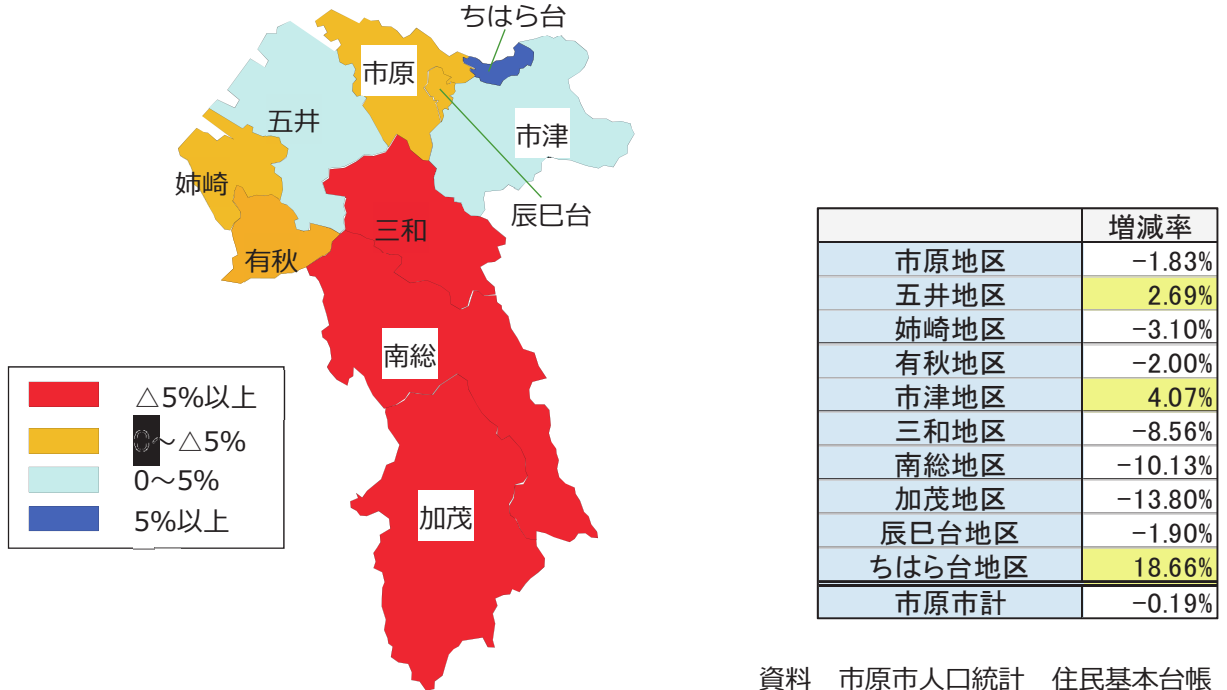 ちはら台
市原
五井
市津
姉崎
辰巳台
三和
有秋
南総
加茂
△5%以上
0～△5%
0～5%
5%以上
増減率
市原地区 -1.83%
五井地区 2.69%
姉崎地区 -3.10%
有秋地区 -2.00%
市津地区 4.07%
三和地区 -8.56%
南総地区 -10.13%
加茂地区 -13.80%
辰巳台地区 -1.90%
ちはら台地区 18.66%
市原市計 -0.19%
資料　市原市人口統計　住民基本台帳